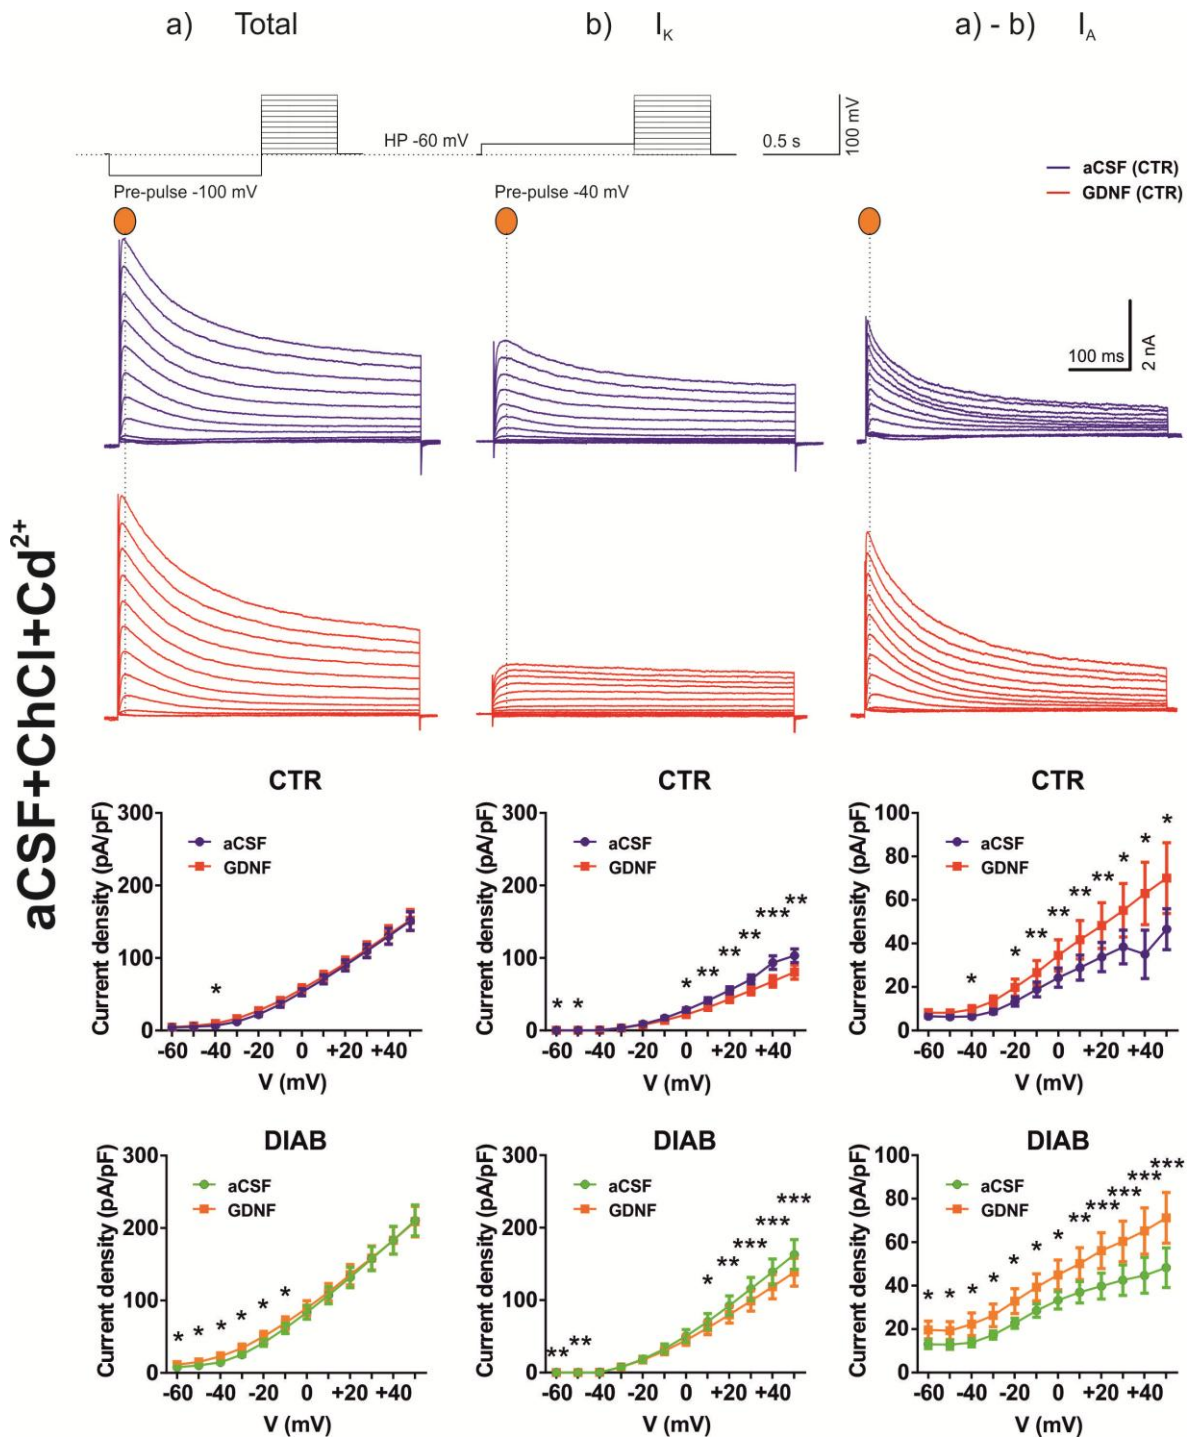 a) Total
b) I_K
a) - b) I_A
HP -60 mV
0.5 s
100 mV
Pre-pulse -100 mV
Pre-pulse -40 mV
aCSF (CTR)
GDNF (CTR)
100 ms
2 nA
aCSF+ChCl+Cd²⁺
CTR
Current density (pA/pF)
300
200
100
0
aCSF
GDNF
*
-60 -40 -20 0 +20 +40
V (mV)
CTR
Current density (pA/pF)
300
200
100
0
aCSF
GDNF
* * * ** ** ** *** **
-60 -40 -20 0 +20 +40
V (mV)
CTR
Current density (pA/pF)
100
80
60
40
20
0
aCSF
GDNF
* * ** ** ** ** * * *
-60 -40 -20 0 +20 +40
V (mV)
DIAB
Current density (pA/pF)
300
200
100
0
aCSF
GDNF
* * * * * *
-60 -40 -20 0 +20 +40
V (mV)
DIAB
Current density (pA/pF)
300
200
100
0
aCSF
GDNF
** ** * ** *** *** ***
-60 -40 -20 0 +20 +40
V (mV)
DIAB
Current density (pA/pF)
100
80
60
40
20
0
aCSF
GDNF
* * * * * * * ** *** *** *** ***
-60 -40 -20 0 +20 +40
V (mV)